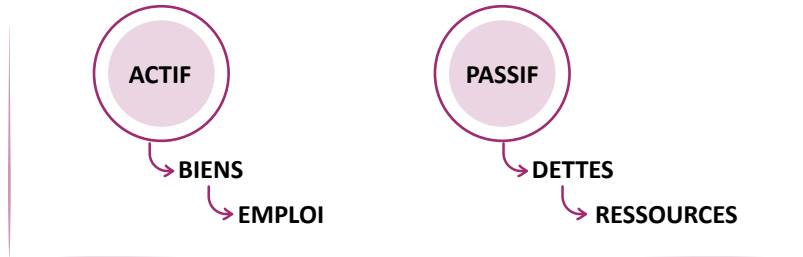 ACTIF
BIENS
EMPLOI
PASSIF
DETTES
RESSOURCES